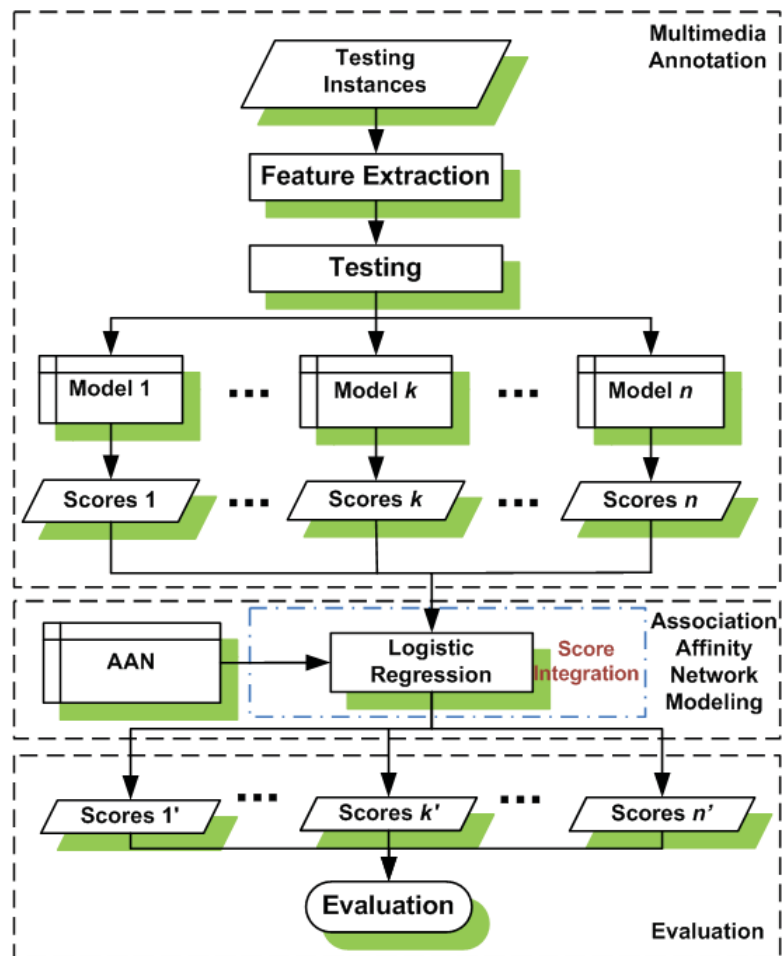 Multimedia
Annotation
Testing
Instances
Feature Extraction
Testing
Model 1
Model k
Model n
Scores 1
Scores k
Scores n
AAN
Logistic
Regression
Score
Integration
Association
Affinity
Network
Modeling
Scores 1'
Scores k'
Scores n’
Evaluation
Evaluation